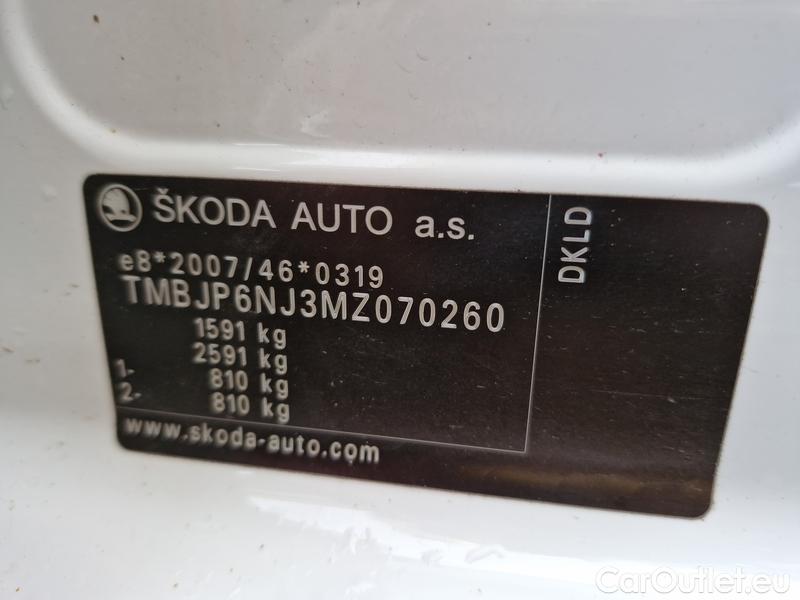 ŠKODA AUTO a.s.
DKLD
e8*2007/46*0319
TMBJP6NJ3MZ070260
1591 kg
2591 kg
1- 810 kg
2- 810 kg
www.skoda-auto.com
CarOutlet.eu